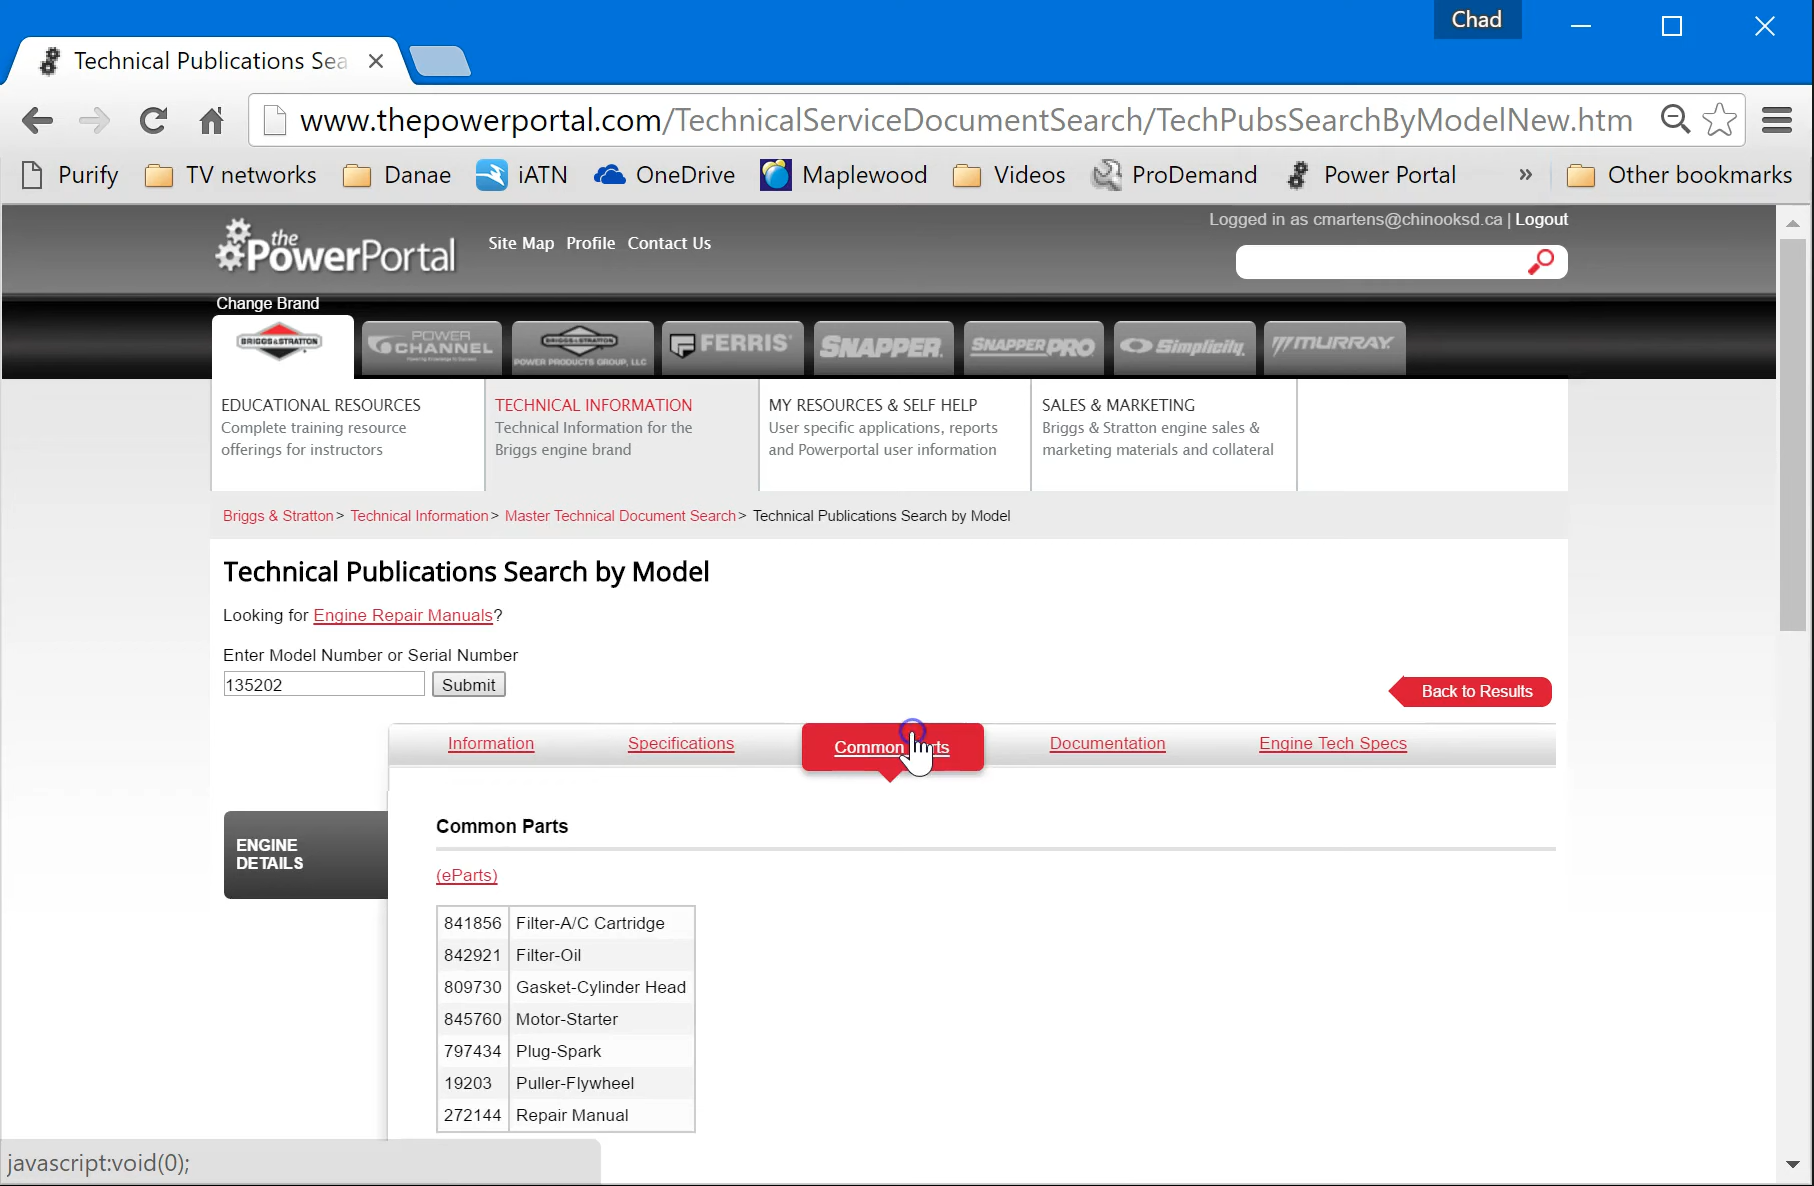 Chad
Technical Publications Sea
www.thepowerportal.com/TechnicalServiceDocumentSearch/TechPubsSearchByModelNew.htm
Purify TV networks Danae iATN OneDrive Maplewood Videos ProDemand Power Portal » Other bookmarks
Logged in as cmartens@chinooksd.ca | Logout
the PowerPortal
Site Map Profile Contact Us
Change Brand
BRIGGS&STRATTON
POWER CHANNEL
BRIGGS&STRATTON
POWER PRODUCTS GROUP, LLC
FERRIS
SNAPPER
SNAPPER PRO
Simplicity
MURRAY
EDUCATIONAL RESOURCES
Complete training resource
offerings for instructors
TECHNICAL INFORMATION
Technical Information for the
Briggs engine brand
MY RESOURCES & SELF HELP
User specific applications, reports
and Powerportal user information
SALES & MARKETING
Briggs & Stratton engine sales &
marketing materials and collateral
Briggs & Stratton > Technical Information > Master Technical Document Search > Technical Publications Search by Model
Technical Publications Search by Model
Looking for Engine Repair Manuals?
Enter Model Number or Serial Number
135202 Submit
Back to Results
Information Specifications Common Documentation Engine Tech Specs
ENGINE
DETAILS
Common Parts
(eParts)
841856 Filter-A/C Cartridge
842921 Filter-Oil
809730 Gasket-Cylinder Head
845760 Motor-Starter
797434 Plug-Spark
19203 Puller-Flywheel
272144 Repair Manual
javascript:void(0);